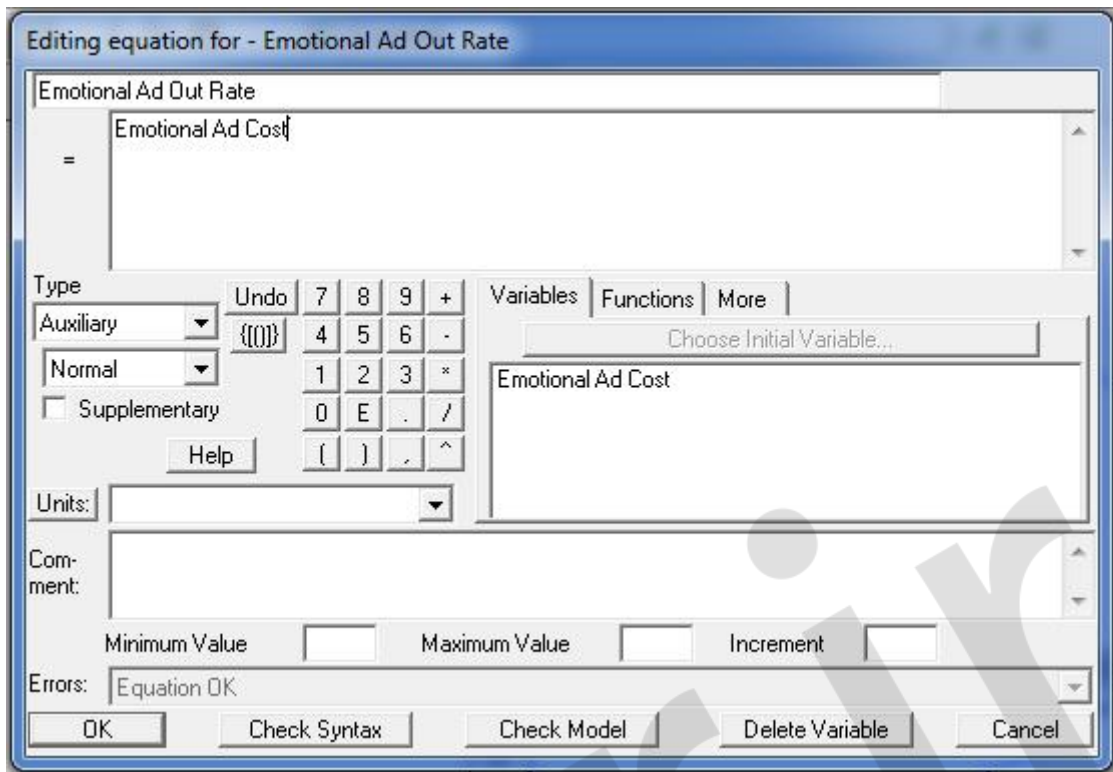 Editing equation for - Emotional Ad Out Rate
Emotional Ad Out Rate
= Emotional Ad Cost
Type
Auxiliary
Normal
Supplementary
Help
Undo 7 8 9 +
{[()]} 4 5 6 -
1 2 3 *
0 E . /
( ) , ^
Variables Functions More
Choose Initial Variable...
Emotional Ad Cost
Units:
Com-
ment:
Minimum Value Maximum Value Increment
Errors: Equation OK
OK Check Syntax Check Model Delete Variable Cancel